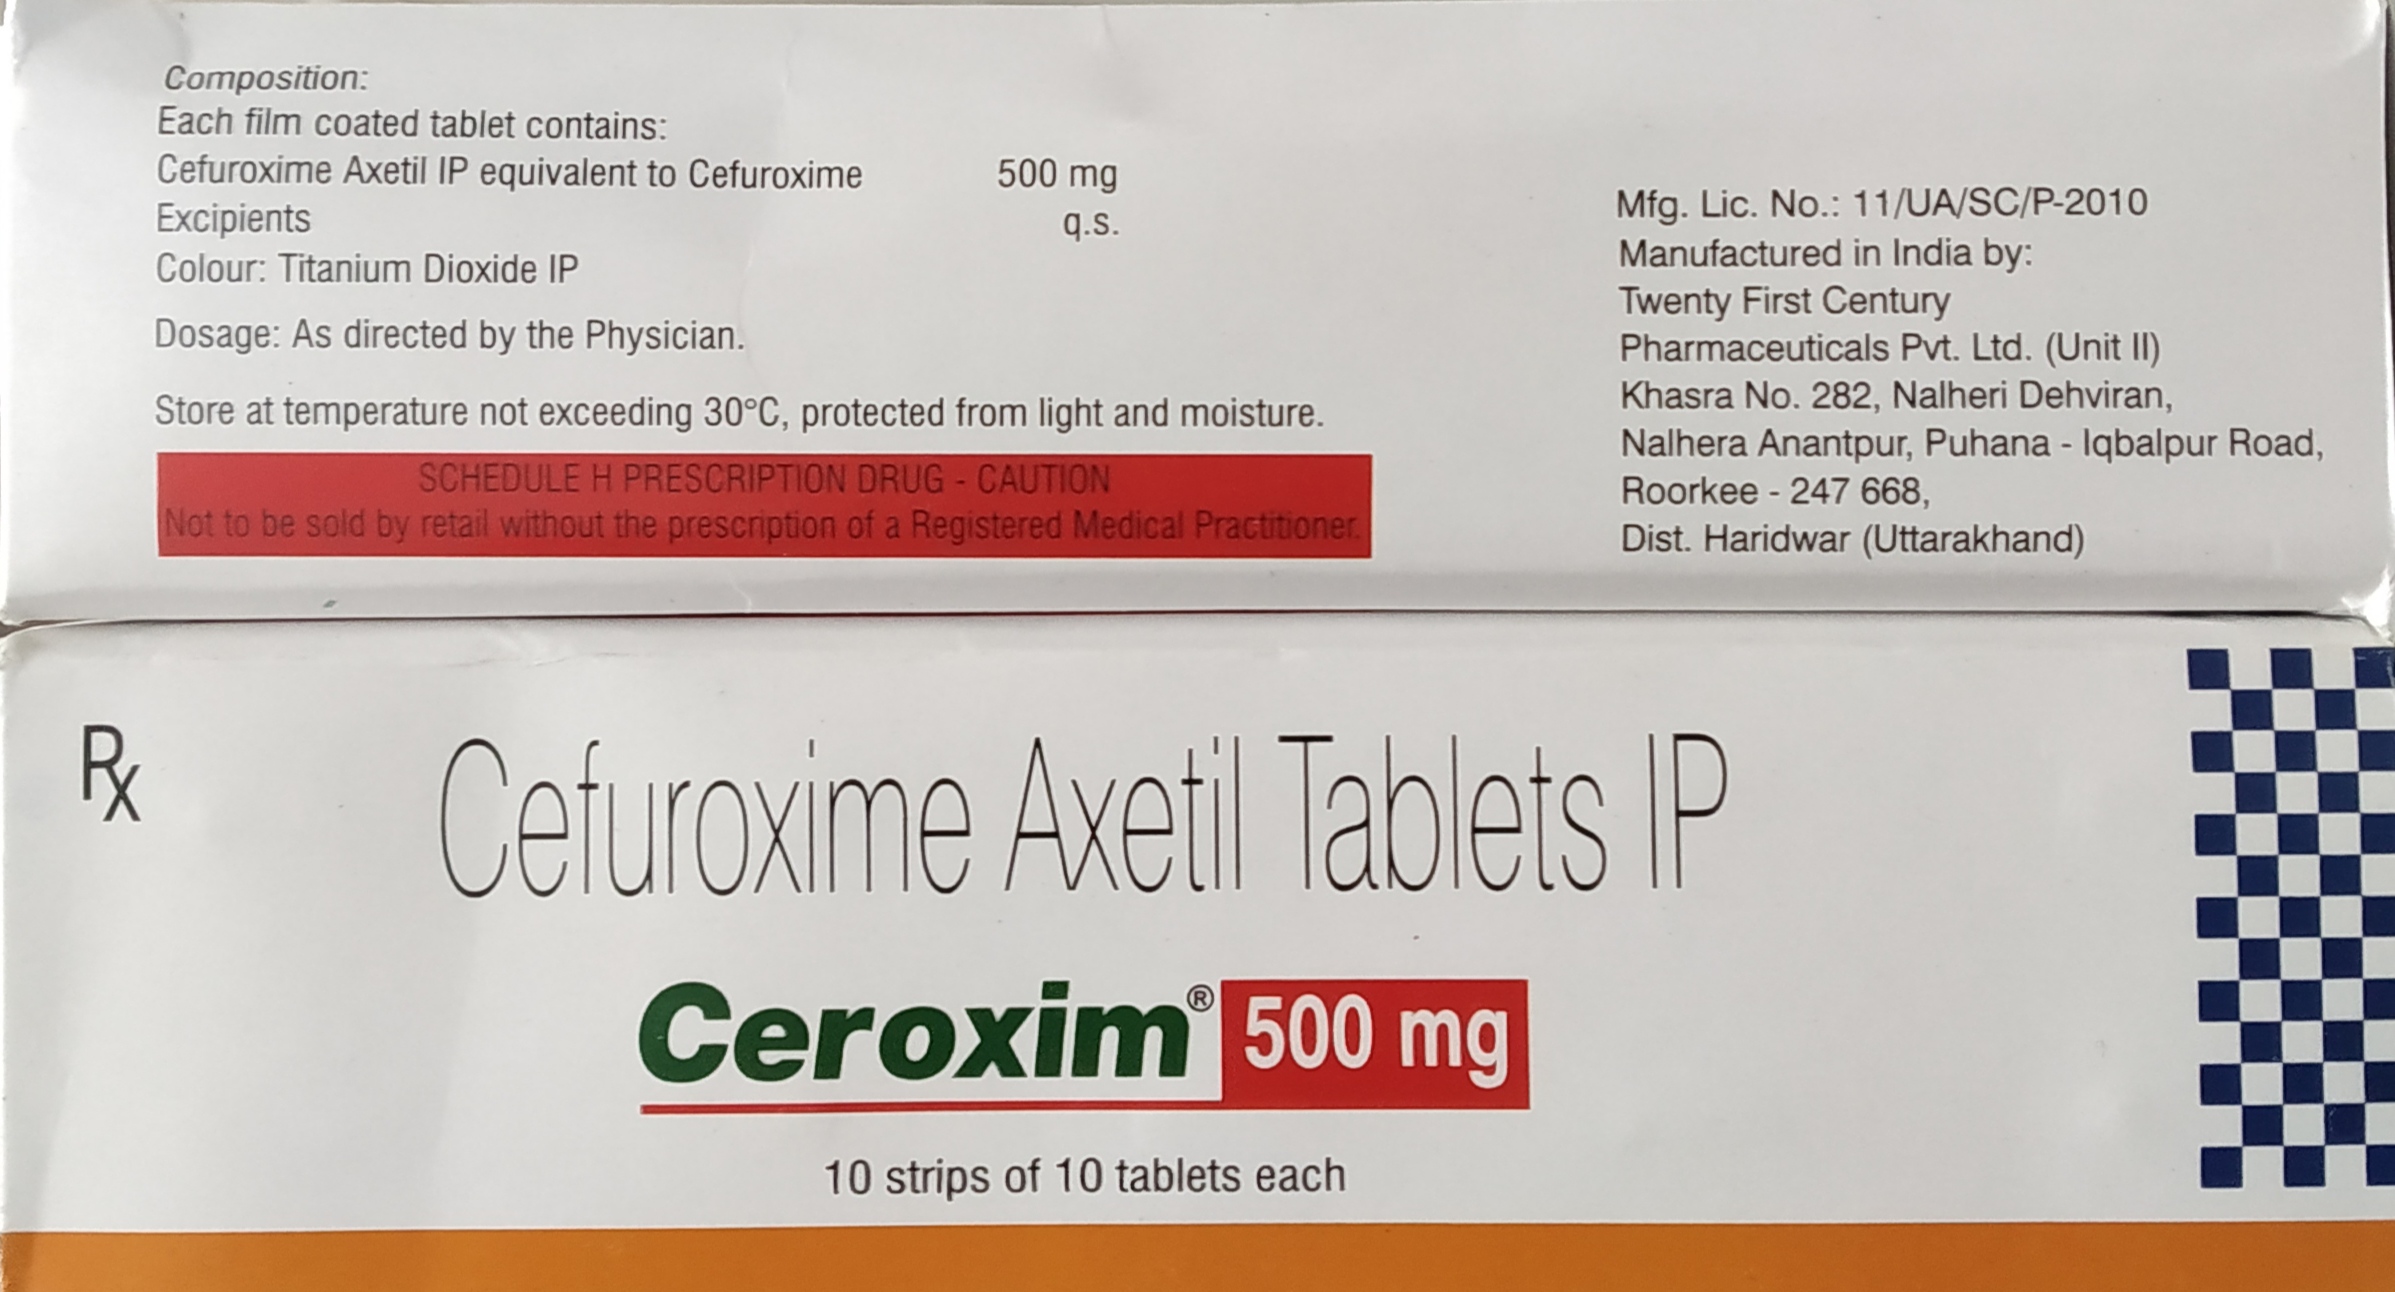 Composition:
Each film coated tablet contains:
Cefuroxime Axetil IP equivalent to Cefuroxime 500 mg
Excipients q.s.
Colour: Titanium Dioxide IP
Dosage: As directed by the Physician.
Store at temperature not exceeding 30°C, protected from light and moisture.
SCHEDULE H PRESCRIPTION DRUG - CAUTION
Not to be sold by retail without the prescription of a Registered Medical Practitioner.
Mfg. Lic. No.: 11/UA/SC/P-2010
Manufactured in India by:
Twenty First Century
Pharmaceuticals Pvt. Ltd. (Unit II)
Khasra No. 282, Nalheri Dehviran,
Nalhera Anantpur, Puhana - Iqbalpur Road,
Roorkee - 247 668,
Dist. Haridwar (Uttarakhand)
Rx Cefuroxime Axetil Tablets IP
Ceroxim® 500 mg
10 strips of 10 tablets each